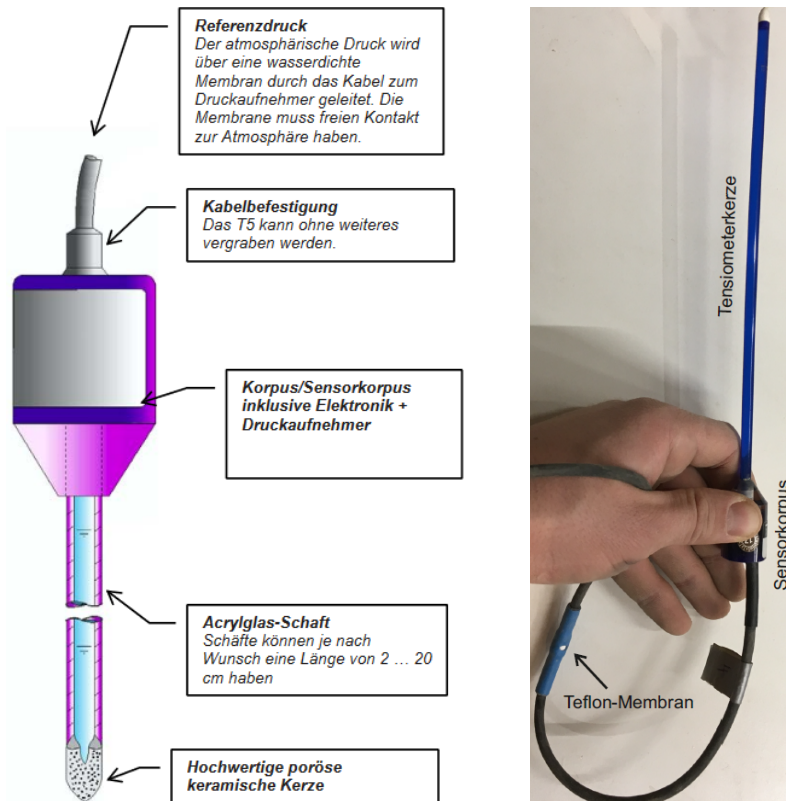 Referenzdruck
Der atmosphärische Druck wird
über eine wasserdichte
Membran durch das Kabel zum
Druckaufnehmer geleitet. Die
Membrane muss freien Kontakt
zur Atmosphäre haben.
Kabelbefestigung
Das T5 kann ohne weiteres
vergraben werden.
Korpus/Sensorkorpus
inklusive Elektronik +
Druckaufnehmer
Acrylglas-Schaft
Schäfte können je nach
Wunsch eine Länge von 2 ... 20
cm haben
Hochwertige poröse
keramische Kerze
Tensiometerkerze
Sensorkorpus
Teflon-Membran